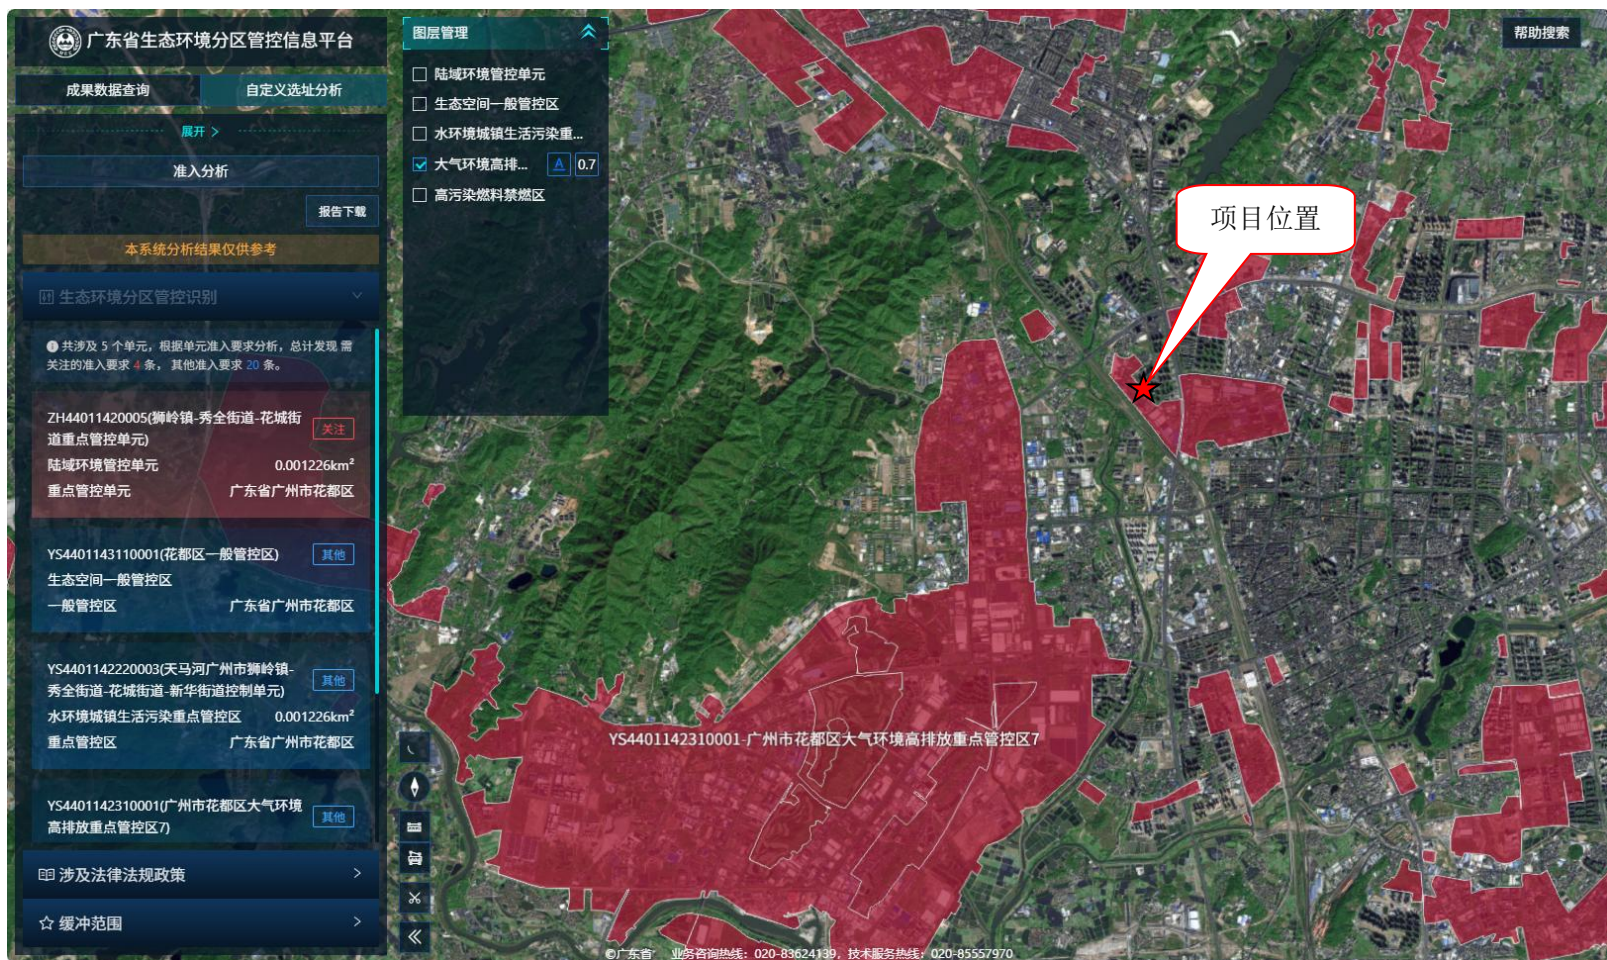 广东省生态环境分区管控信息平台
成果数据查询
自定义选址分析
展开 >
准入分析
报告下载
本系统分析结果仅供参考
生态环境分区管控识别
共涉及 5 个单元，根据单元准入要求分析，总计发现 需
关注的准入要求 4 条， 其他准入要求 20 条。
ZH44011420005(狮岭镇-秀全街道-花城街
道重点管控单元)
关注
陆域环境管控单元
0.001226km²
重点管控单元
广东省广州市花都区
YS4401143110001(花都区一般管控区)
其他
生态空间一般管控区
一般管控区
广东省广州市花都区
YS4401142220003(天马河广州市狮岭镇-
秀全街道-花城街道-新华街道控制单元)
其他
水环境城镇生活污染重点管控区
0.001226km²
重点管控区
广东省广州市花都区
YS4401142310001(广州市花都区大气环境
高排放重点管控区7)
其他
涉及法律法规政策
缓冲范围
图层管理
陆域环境管控单元
生态空间一般管控区
水环境城镇生活污染重...
大气环境高排...
A
0.7
高污染燃料禁燃区
帮助搜索
项目位置
YS4401142310001-广州市花都区大气环境高排放重点管控区7
©广东省 业务咨询热线：020-83624139，技术服务热线：020-85557970